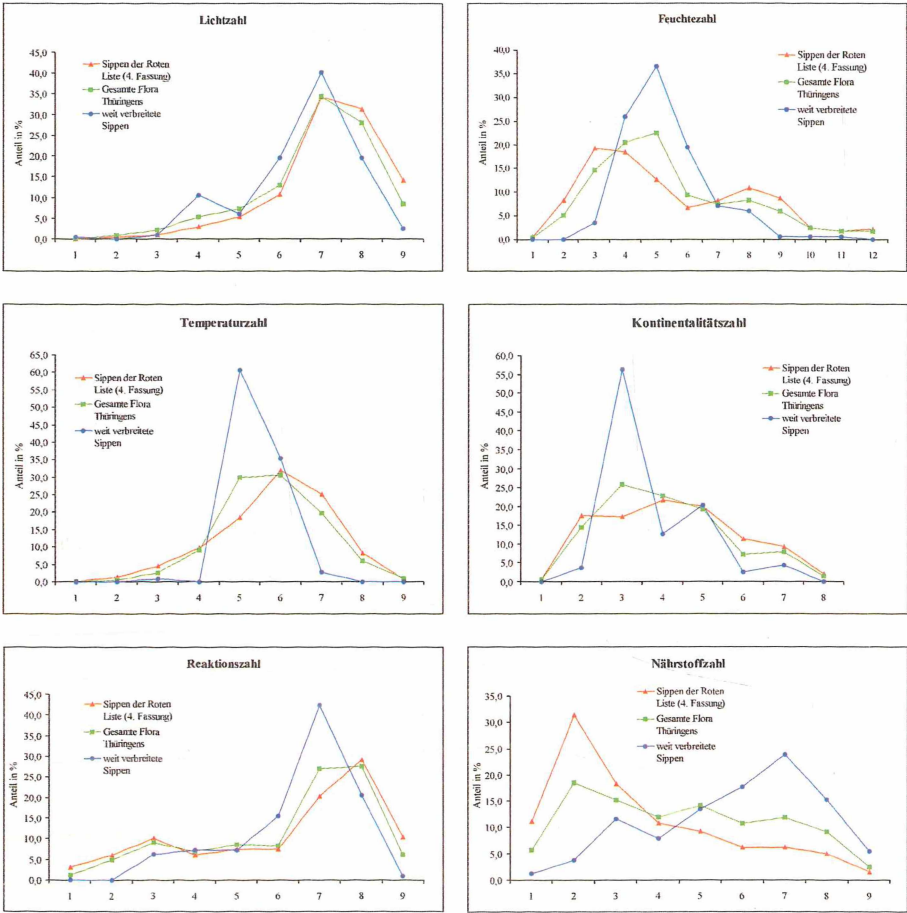 Lichtzahl
45,0
40,0
35,0
30,0
25,0
20,0
15,0
10,0
5,0
0,0
Anteil in %
Sippen der Roten
Liste (4. Fassung)
Gesamte Flora
Thüringens
weit verbreitete
Sippen
1 2 3 4 5 6 7 8 9
Feuchtezahl
40,0
35,0
30,0
25,0
20,0
15,0
10,0
5,0
0,0
Anteil in %
Sippen der Roten
Liste (4. Fassung)
Gesamte Flora
Thüringens
weit verbreitete
Sippen
1 2 3 4 5 6 7 8 9 10 11 12
Temperaturzahl
65,0
60,0
55,0
50,0
45,0
40,0
35,0
30,0
25,0
20,0
15,0
10,0
5,0
0,0
Anteil in %
Sippen der Roten
Liste (4. Fassung)
Gesamte Flora
Thüringens
weit verbreitete
Sippen
1 2 3 4 5 6 7 8 9
Kontinentalitätszahl
60,0
55,0
50,0
45,0
40,0
35,0
30,0
25,0
20,0
15,0
10,0
5,0
0,0
Anteil in %
Sippen der Roten
Liste (4. Fassung)
Gesamte Flora
Thüringens
weit verbreitete
Sippen
1 2 3 4 5 6 7 8
Reaktionszahl
45,0
40,0
35,0
30,0
25,0
20,0
15,0
10,0
5,0
0,0
Anteil in %
Sippen der Roten
Liste (4. Fassung)
Gesamte Flora
Thüringens
weit verbreitete
Sippen
1 2 3 4 5 6 7 8 9
Nährstoffzahl
35,0
30,0
25,0
20,0
15,0
10,0
5,0
0,0
Anteil in %
Sippen der Roten
Liste (4. Fassung)
Gesamte Flora
Thüringens
weit verbreitete
Sippen
1 2 3 4 5 6 7 8 9